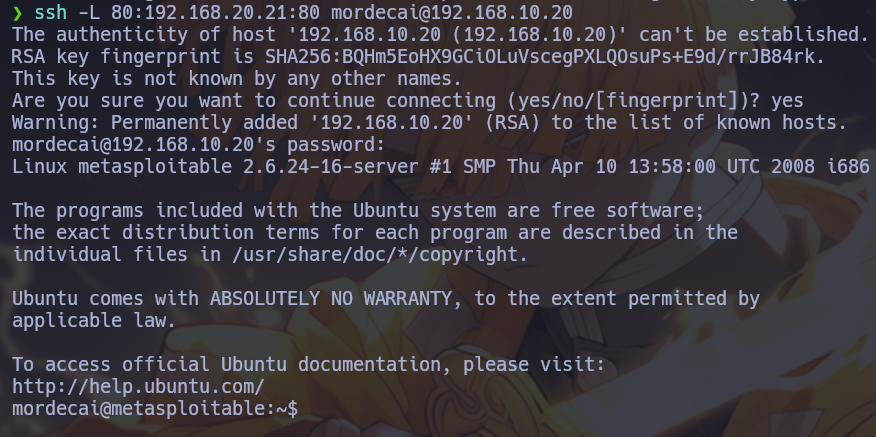 ❯ ssh -L 80:192.168.20.21:80 mordecai@192.168.10.20
The authenticity of host '192.168.10.20 (192.168.10.20)' can't be established.
RSA key fingerprint is SHA256:BQHm5EoHX9GCiOLuVscegPXLQOsuPs+E9d/rrJB84rk.
This key is not known by any other names.
Are you sure you want to continue connecting (yes/no/[fingerprint])? yes
Warning: Permanently added '192.168.10.20' (RSA) to the list of known hosts.
mordecai@192.168.10.20's password:
Linux metasploitable 2.6.24-16-server #1 SMP Thu Apr 10 13:58:00 UTC 2008 i686
The programs included with the Ubuntu system are free software;
the exact distribution terms for each program are described in the
individual files in /usr/share/doc/*/copyright.
Ubuntu comes with ABSOLUTELY NO WARRANTY, to the extent permitted by
applicable law.
To access official Ubuntu documentation, please visit:
http://help.ubuntu.com/
mordecai@metasploitable:~$